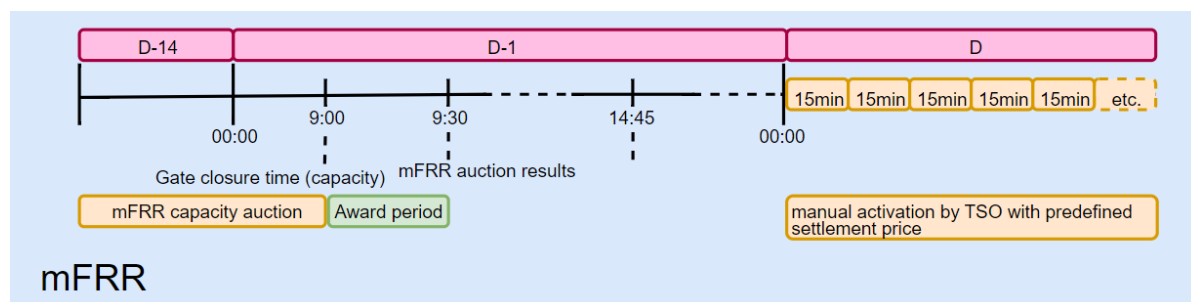 D-14
D-1
D
15min 15min 15min 15min 15min etc.
00:00
9:00
9:30
14:45
00:00
Gate closure time (capacity)
mFRR auction results
mFRR capacity auction
Award period
manual activation by TSO with predefined
settlement price
mFRR